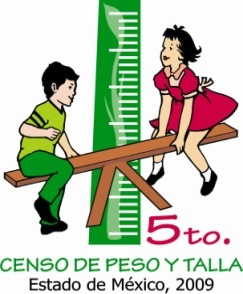 5to.
CENSO DE PESO Y TALLA
Estado de México, 2009